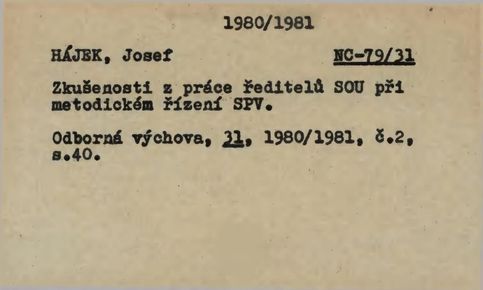 1980/1981
HÁJEK, Josef NC-79/31
Zkušenosti z práce ředitelů SOU při
metodickém řízení SPV.
Odborná výchova, 31, 1980/1981, č.2,
s.40.